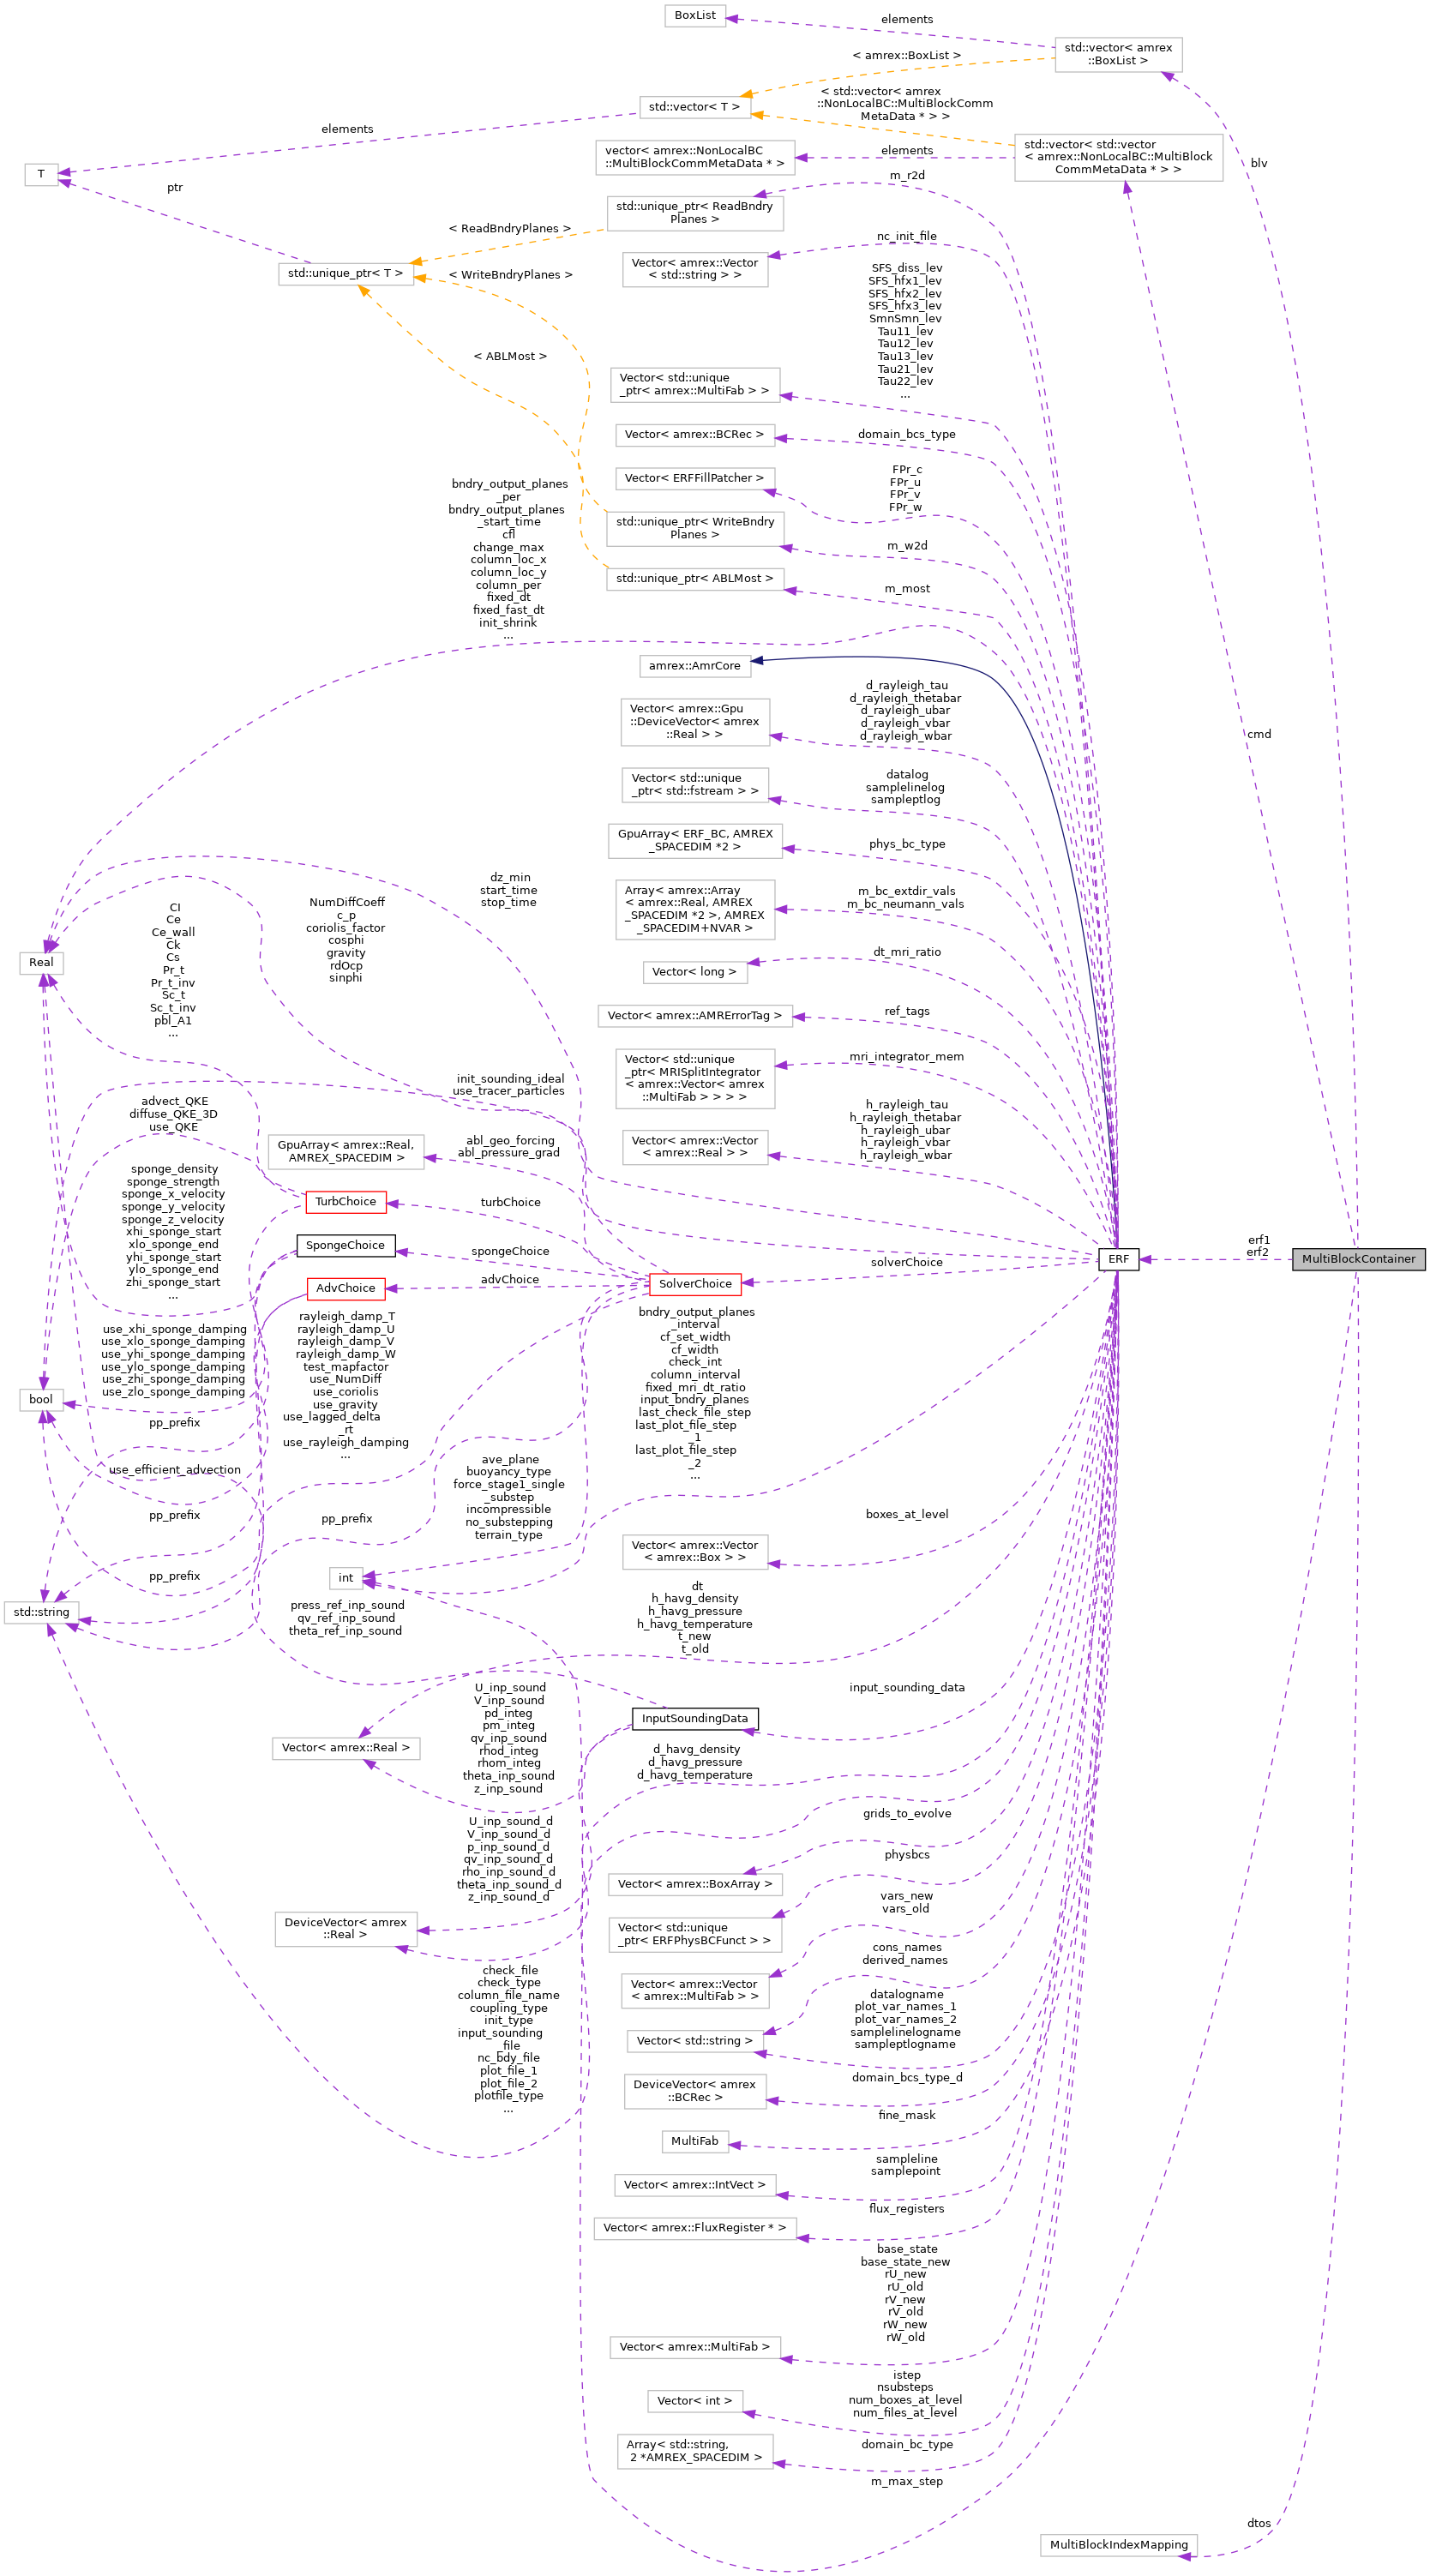 BoxList
elements
std::vector< amrex
::BoxList >
< amrex::BoxList >
std::vector< T >
< std::vector< amrex
::NonLocalBC::MultiBlockComm
MetaData * > >
elements
std::vector< std::vector
< amrex::NonLocalBC::MultiBlock
CommMetaData * > >
vector< amrex::NonLocalBC
::MultiBlockCommMetaData * >
elements
blv
T
ptr
m_r2d
std::unique_ptr< ReadBndry
Planes >
< ReadBndryPlanes >
nc_init_file
Vector< amrex::Vector
< std::string > >
std::unique_ptr< T >
< WriteBndryPlanes >
SFS_diss_lev
SFS_hfx1_lev
SFS_hfx2_lev
SFS_hfx3_lev
SmnSmn_lev
Tau11_lev
Tau12_lev
Tau13_lev
Tau21_lev
Tau22_lev
...
< ABLMost >
Vector< std::unique
_ptr< amrex::MultiFab > >
Vector< amrex::BCRec >
domain_bcs_type
Vector< ERFFillPatcher >
FPr_c
FPr_u
FPr_v
FPr_w
bndry_output_planes
_per
bndry_output_planes
_start_time
cfl
change_max
column_loc_x
column_loc_y
column_per
fixed_dt
fixed_fast_dt
init_shrink
...
std::unique_ptr< WriteBndry
Planes >
m_w2d
std::unique_ptr< ABLMost >
m_most
amrex::AmrCore
d_rayleigh_tau
d_rayleigh_thetabar
d_rayleigh_ubar
d_rayleigh_vbar
d_rayleigh_wbar
Vector< amrex::Gpu
::DeviceVector< amrex
::Real > >
cmd
Vector< std::unique
_ptr< std::fstream > >
datalog
samplelinelog
sampleptlog
GpuArray< ERF_BC, AMREX
_SPACEDIM *2 >
phys_bc_type
dz_min
start_time
stop_time
Array< amrex::Array
< amrex::Real, AMREX
_SPACEDIM *2 >, AMREX
_SPACEDIM+NVAR >
m_bc_extdir_vals
m_bc_neumann_vals
NumDiffCoeff
c_p
coriolis_factor
cosphi
gravity
rdOcp
sinphi
CI
Ce
Ce_wall
Ck
Cs
Pr_t
Pr_t_inv
Sc_t
Sc_t_inv
pbl_A1
...
Real
Vector< long >
dt_mri_ratio
Vector< amrex::AMRErrorTag >
ref_tags
Vector< std::unique
_ptr< MRISplitIntegrator
< amrex::Vector< amrex
::MultiFab > > > >
mri_integrator_mem
init_sounding_ideal
use_tracer_particles
advect_QKE
diffuse_QKE_3D
use_QKE
h_rayleigh_tau
h_rayleigh_thetabar
h_rayleigh_ubar
h_rayleigh_vbar
h_rayleigh_wbar
Vector< amrex::Vector
< amrex::Real > >
GpuArray< amrex::Real,
AMREX_SPACEDIM >
abl_geo_forcing
abl_pressure_grad
sponge_density
sponge_strength
sponge_x_velocity
sponge_y_velocity
sponge_z_velocity
xhi_sponge_start
xlo_sponge_end
yhi_sponge_start
ylo_sponge_end
zhi_sponge_start
...
TurbChoice
turbChoice
SpongeChoice
spongeChoice
AdvChoice
advChoice
SolverChoice
solverChoice
ERF
erf1
erf2
MultiBlockContainer
use_xhi_sponge_damping
use_xlo_sponge_damping
use_yhi_sponge_damping
use_ylo_sponge_damping
use_zhi_sponge_damping
use_zlo_sponge_damping
rayleigh_damp_T
rayleigh_damp_U
rayleigh_damp_V
rayleigh_damp_W
test_mapfactor
use_NumDiff
use_coriolis
use_gravity
use_lagged_delta
_rt
use_rayleigh_damping
...
bndry_output_planes
_interval
cf_set_width
cf_width
check_int
column_interval
fixed_mri_dt_ratio
input_bndry_planes
last_check_file_step
last_plot_file_step
_1
last_plot_file_step
_2
...
bool
pp_prefix
use_efficient_advection
pp_prefix
ave_plane
buoyancy_type
force_stage1_single
_substep
incompressible
no_substepping
terrain_type
pp_prefix
pp_prefix
boxes_at_level
Vector< amrex::Vector
< amrex::Box > >
int
std::string
press_ref_inp_sound
qv_ref_inp_sound
theta_ref_inp_sound
dt
h_havg_density
h_havg_pressure
h_havg_temperature
t_new
t_old
input_sounding_data
InputSoundingData
U_inp_sound
V_inp_sound
pd_integ
pm_integ
qv_inp_sound
rhod_integ
rhom_integ
theta_inp_sound
z_inp_sound
Vector< amrex::Real >
d_havg_density
d_havg_pressure
d_havg_temperature
grids_to_evolve
U_inp_sound_d
V_inp_sound_d
p_inp_sound_d
qv_inp_sound_d
rho_inp_sound_d
theta_inp_sound_d
z_inp_sound_d
physbcs
Vector< amrex::BoxArray >
DeviceVector< amrex
::Real >
Vector< std::unique
_ptr< ERFPhysBCFunct > >
vars_new
vars_old
Vector< amrex::Vector
< amrex::MultiFab > >
cons_names
derived_names
check_file
check_type
column_file_name
coupling_type
init_type
input_sounding
_file
nc_bdy_file
plot_file_1
plot_file_2
plotfile_type
...
Vector< std::string >
datalogname
plot_var_names_1
plot_var_names_2
samplelinelogname
sampleptlogname
DeviceVector< amrex
::BCRec >
domain_bcs_type_d
MultiFab
fine_mask
Vector< amrex::IntVect >
sampleline
samplepoint
Vector< amrex::FluxRegister * >
flux_registers
base_state
base_state_new
rU_new
rU_old
rV_new
rV_old
rW_new
rW_old
Vector< amrex::MultiFab >
Vector< int >
istep
nsubsteps
num_boxes_at_level
num_files_at_level
Array< std::string,
2 *AMREX_SPACEDIM >
domain_bc_type
m_max_step
dtos
MultiBlockIndexMapping